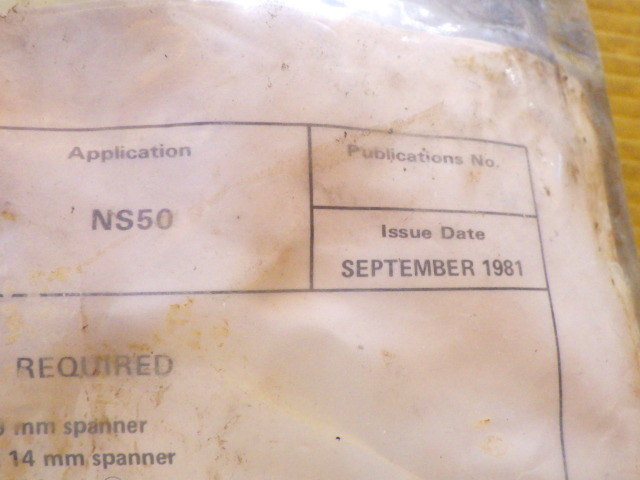 Application
Publications No.
NS50
Issue Date
SEPTEMBER 1981
REQUIRED
mm spanner
14 mm spanner